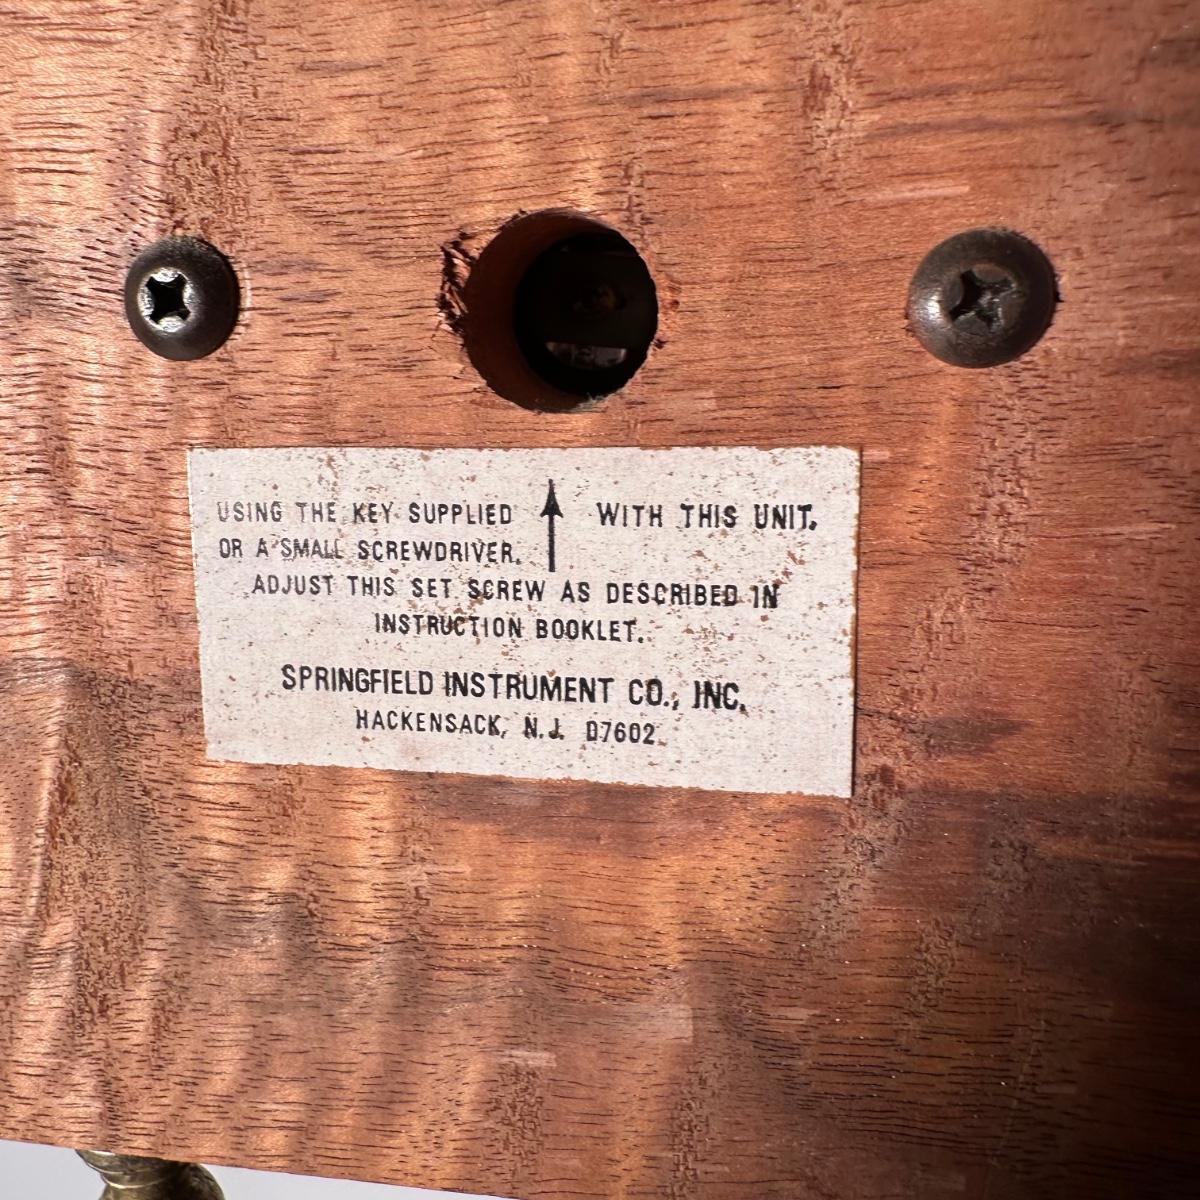 USING THE KEY SUPPLIED ↑ WITH THIS UNIT.
OR A SMALL SCREWDRIVER.
ADJUST THIS SET SCREW AS DESCRIBED IN
INSTRUCTION BOOKLET.
SPRINGFIELD INSTRUMENT CO., INC.
HACKENSACK, N.J. 07602